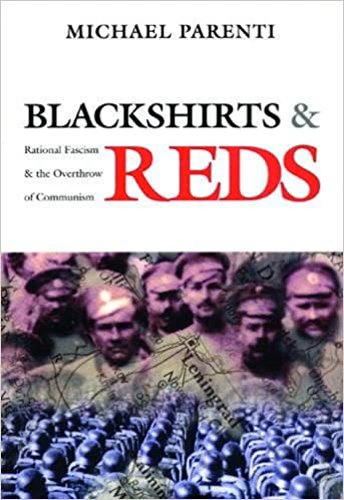 MICHAEL PARENTI
BLACKSHIRTS &
Rational Fascism
& the Overthrow
of Communism
REDS
Leningrad